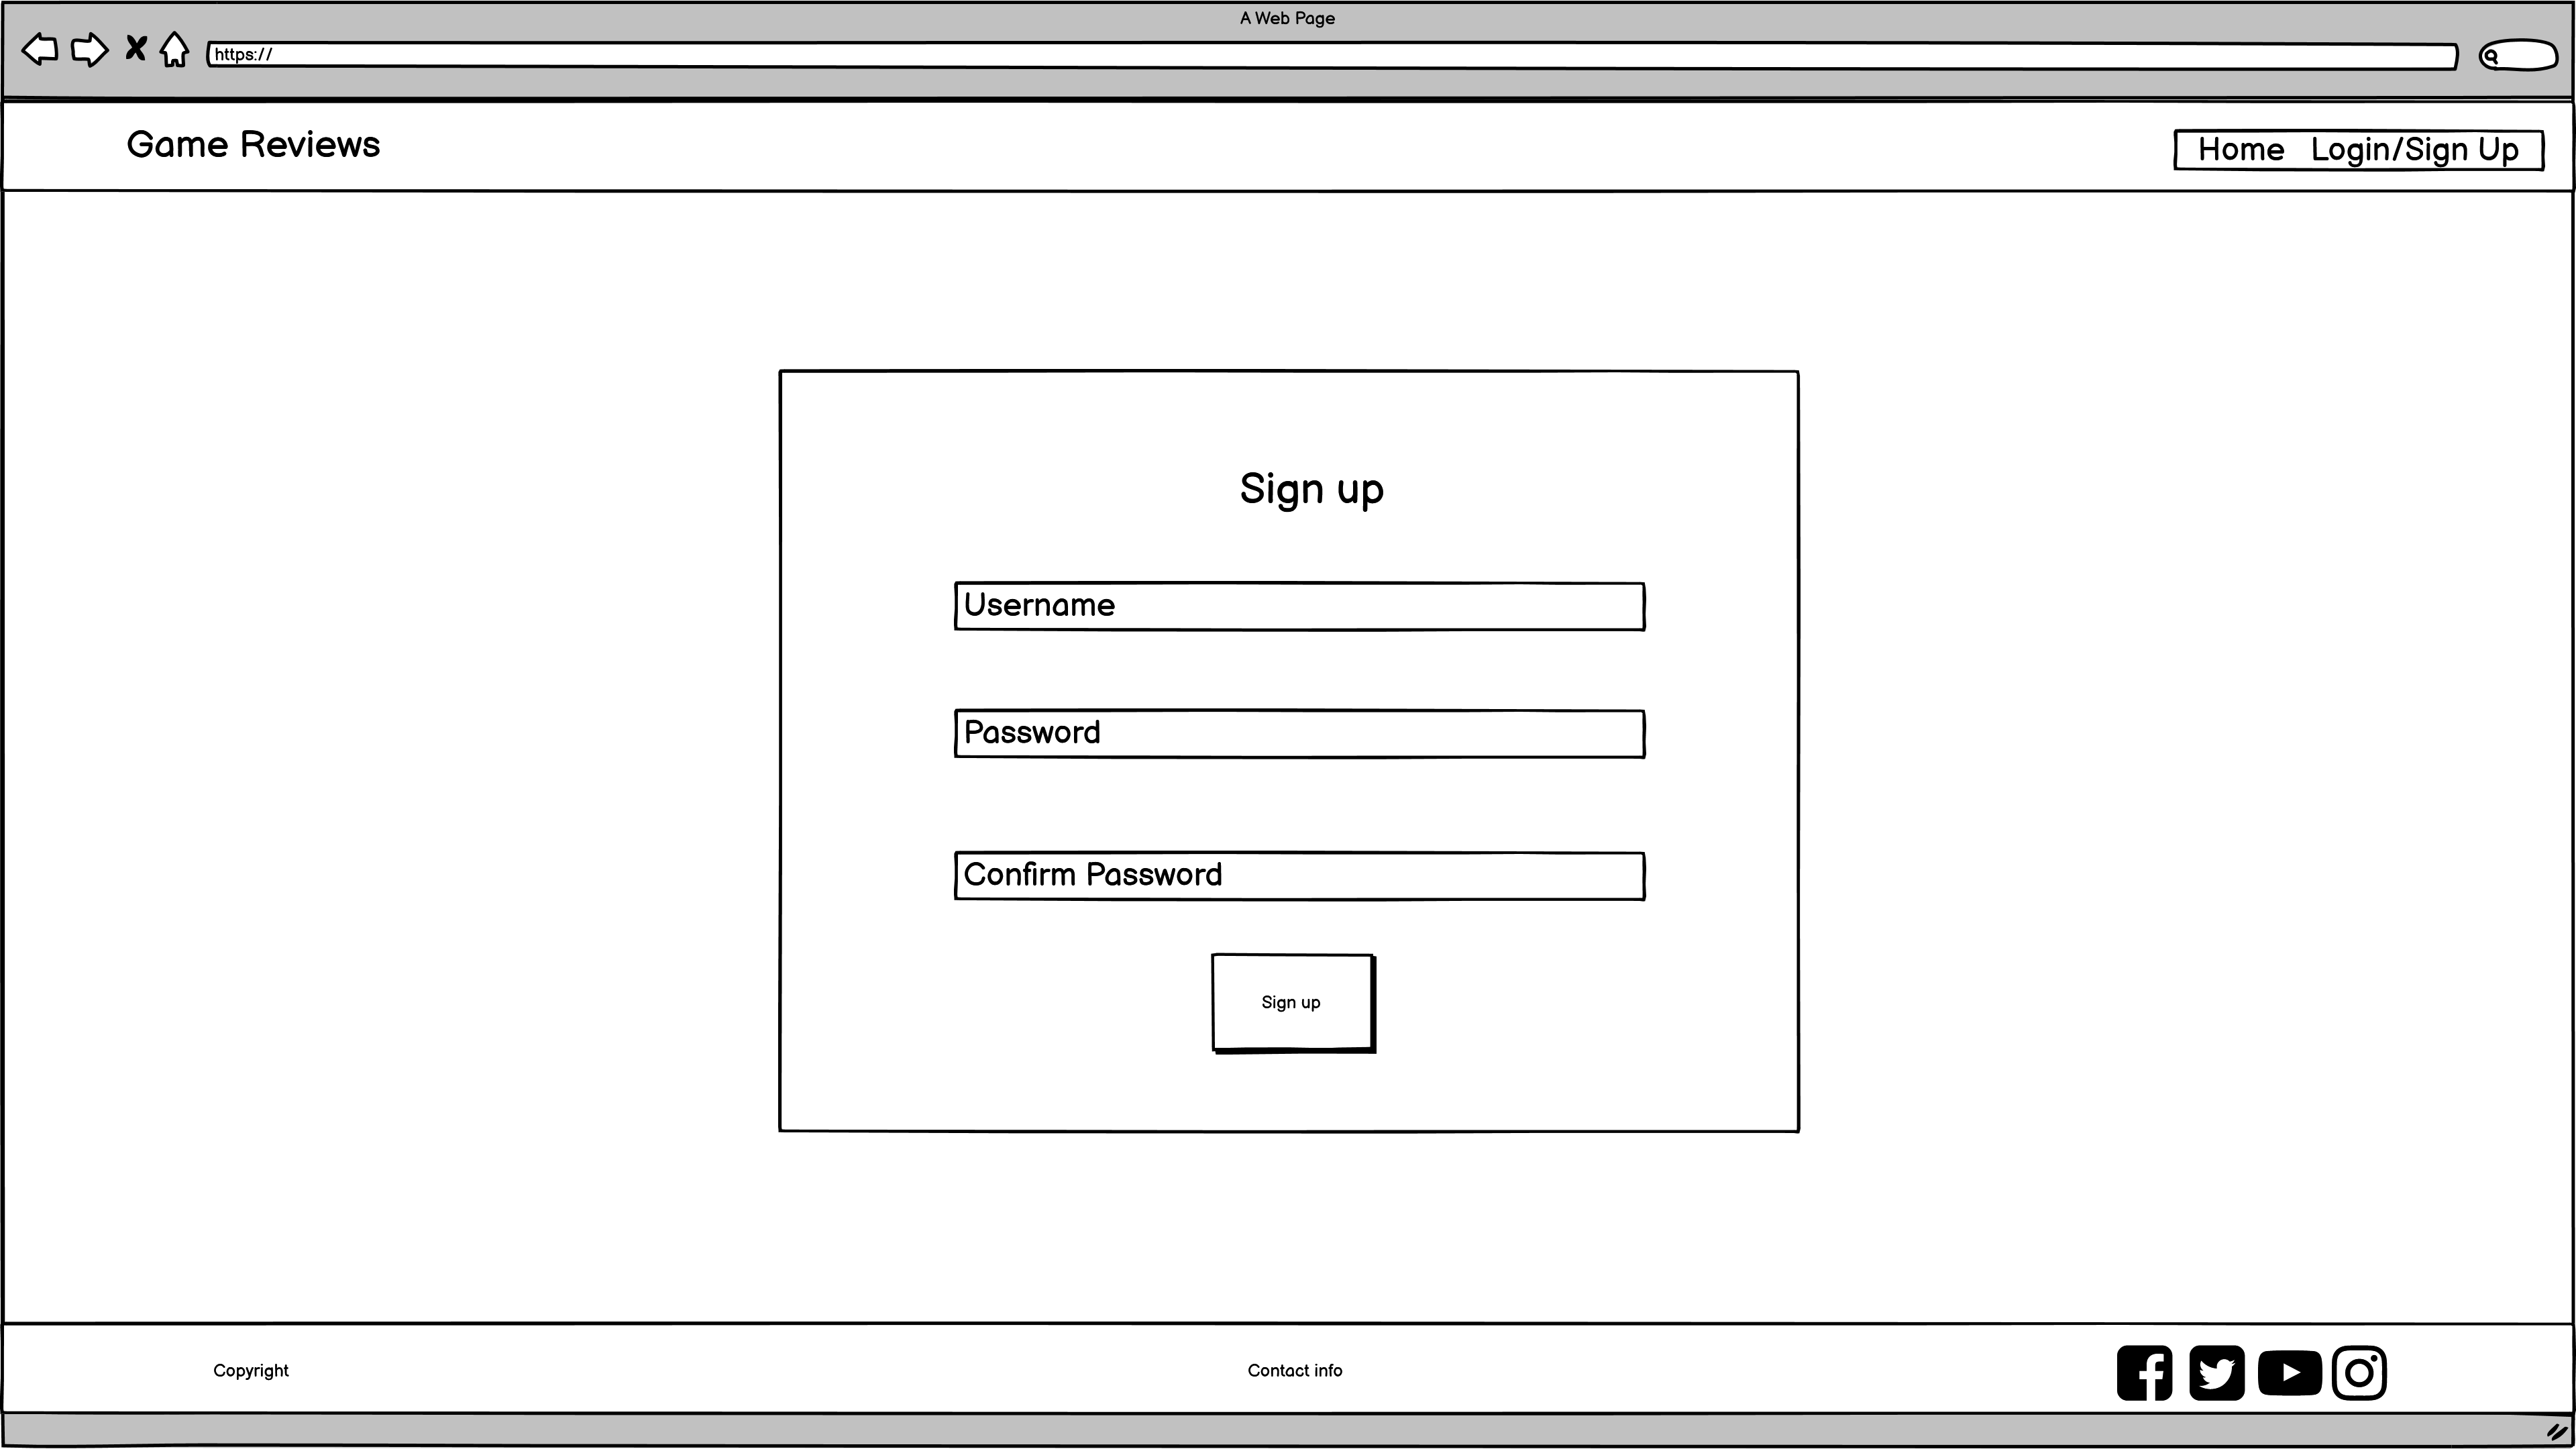 A Web Page
https://
Game Reviews
Home Login/Sign Up
Sign up
Username
Password
Confirm Password
Sign up
Copyright
Contact info